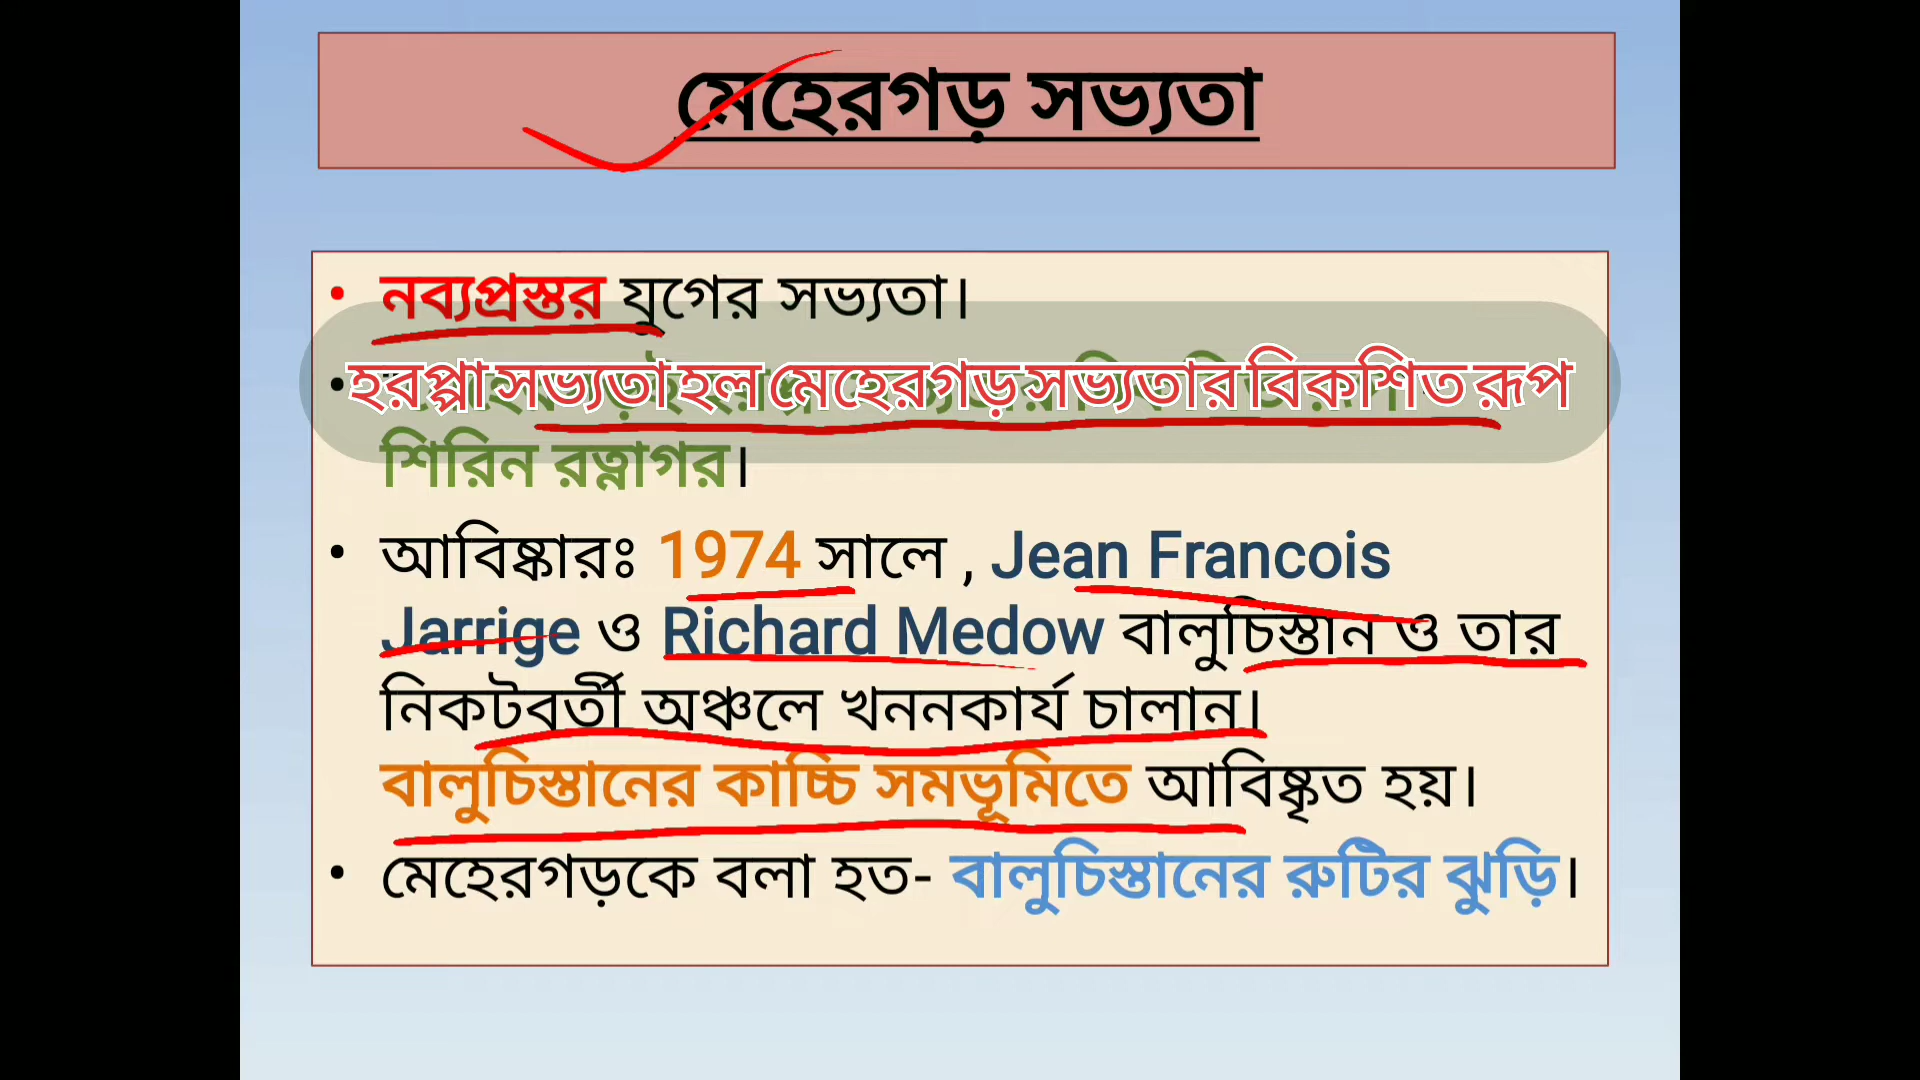 মেহেরগড় সভ্যতা
• নব্যপ্রস্তর যুগের সভ্যতা।
হরপ্পা সভ্যতা হল মেহেরগড় সভ্যতার বিকশিত রূপ
শিরিন রত্নাগর।
• আবিষ্কারঃ 1974 সালে , Jean Francois
Jarrige ও Richard Medow বালুচিস্তান ও তার
নিকটবর্তী অঞ্চলে খননকার্য চালান।
বালুচিস্তানের কাচ্চি সমভূমিতে আবিষ্কৃত হয়।
• মেহেরগড়কে বলা হত- বালুচিস্তানের রুটির ঝুড়ি।